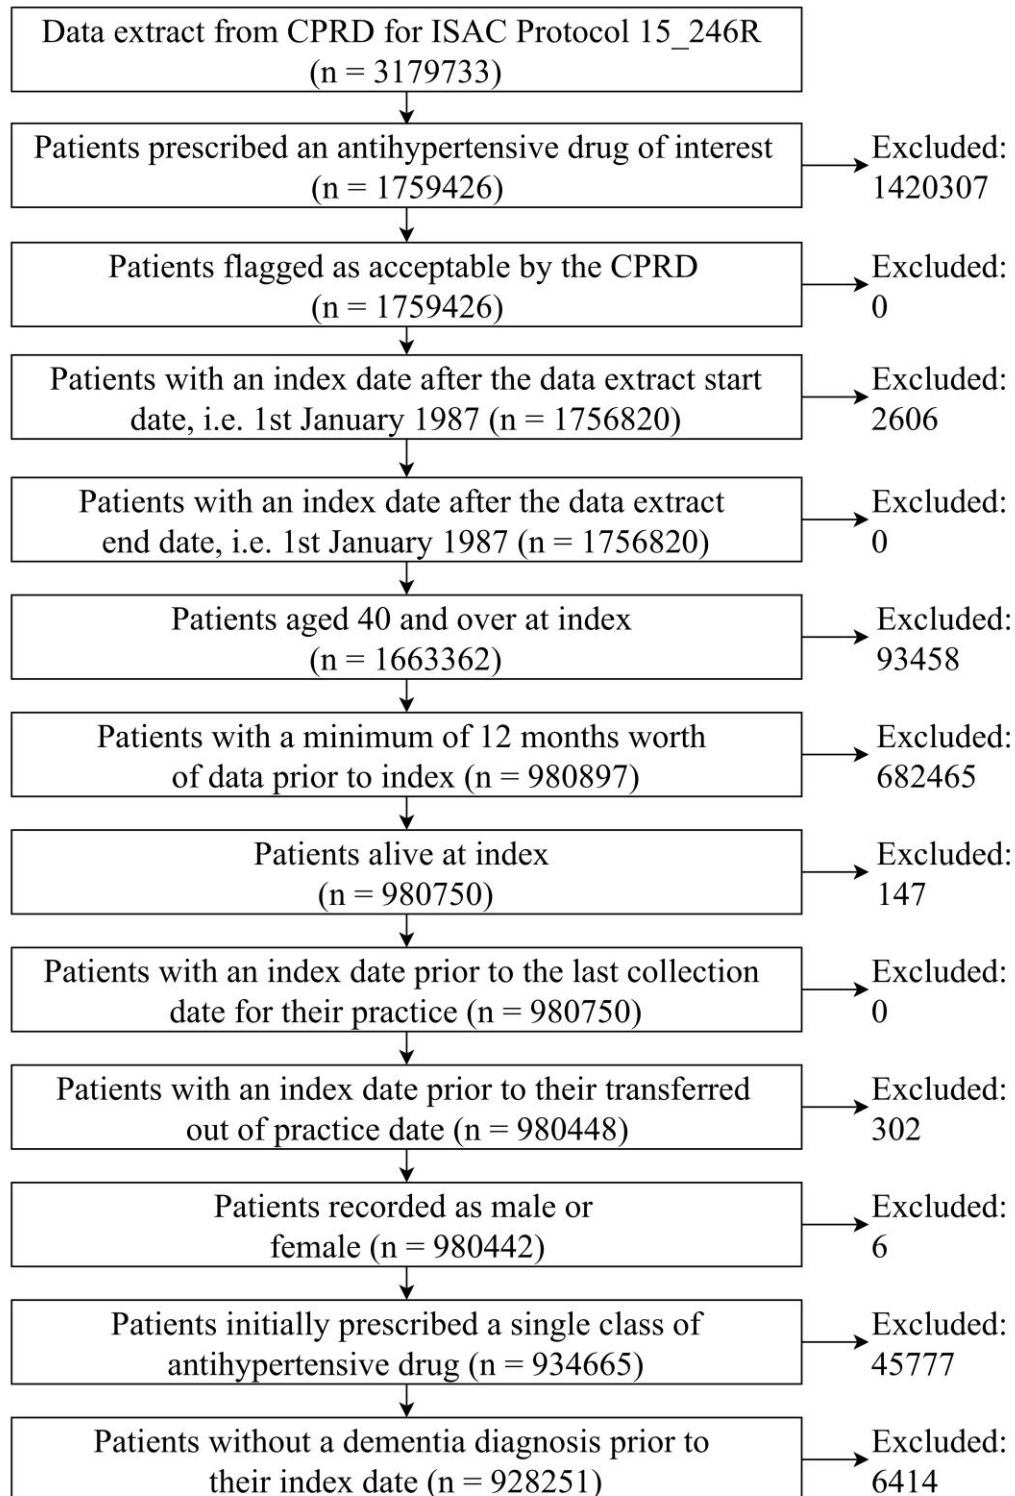 Data extract from CPRD for ISAC Protocol 15_246R
(n = 3179733)
Patients prescribed an antihypertensive drug of interest
(n = 1759426)
Excluded:
1420307
Patients flagged as acceptable by the CPRD
(n = 1759426)
Excluded:
0
Patients with an index date after the data extract start
date, i.e. 1st January 1987 (n = 1756820)
Excluded:
2606
Patients with an index date after the data extract
end date, i.e. 1st January 1987 (n = 1756820)
Excluded:
0
Patients aged 40 and over at index
(n = 1663362)
Excluded:
93458
Patients with a minimum of 12 months worth
of data prior to index (n = 980897)
Excluded:
682465
Patients alive at index
(n = 980750)
Excluded:
147
Patients with an index date prior to the last collection
date for their practice (n = 980750)
Excluded:
0
Patients with an index date prior to their transferred
out of practice date (n = 980448)
Excluded:
302
Patients recorded as male or
female (n = 980442)
Excluded:
6
Patients initially prescribed a single class of
antihypertensive drug (n = 934665)
Excluded:
45777
Patients without a dementia diagnosis prior to
their index date (n = 928251)
Excluded:
6414